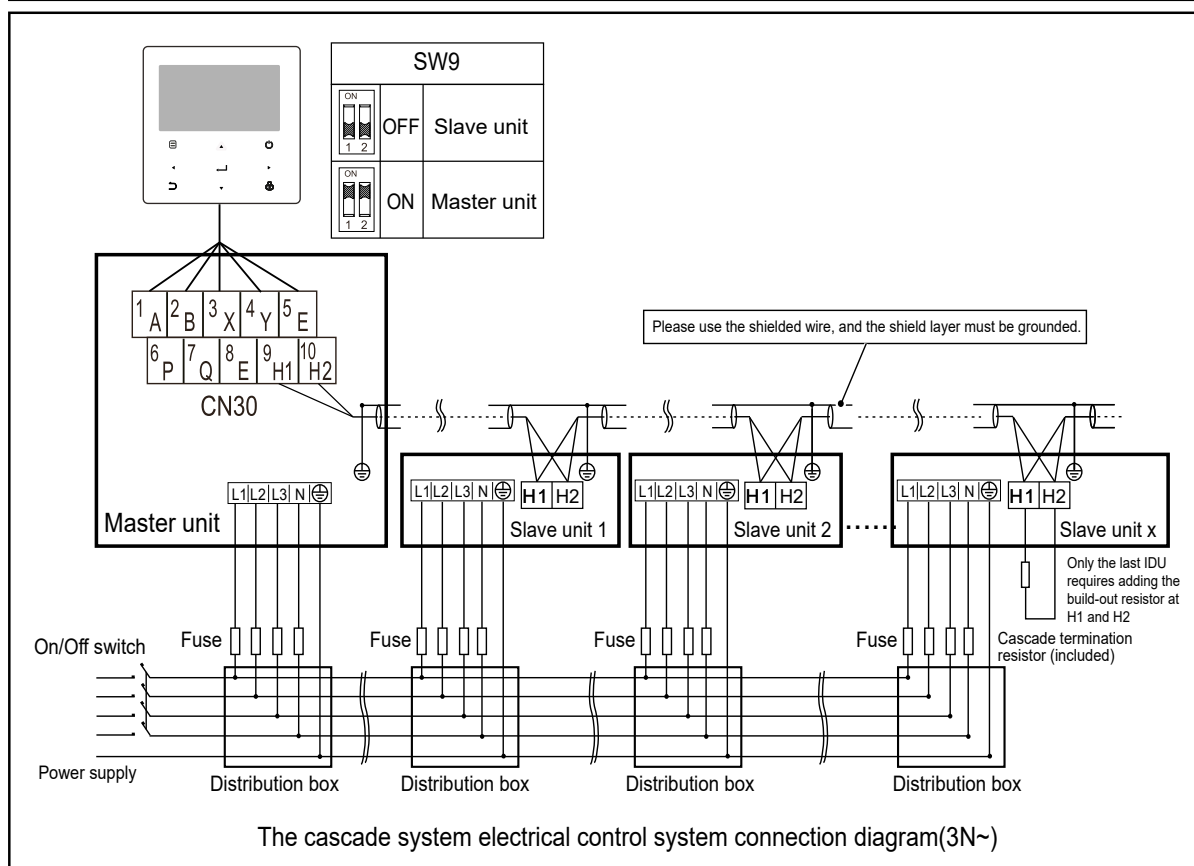 SW9
ON
1 2
OFF
Slave unit
ON
1 2
ON
Master unit
1 A 2 B 3 X 4 Y 5 E
6 P 7 Q 8 E 9 H1 10 H2
CN30
Please use the shielded wire, and the shield layer must be grounded.
L1 L2 L3 N
Master unit
L1 L2 L3 N
H1 H2
Slave unit 1
L1 L2 L3 N
H1 H2
Slave unit 2
......
L1 L2 L3 N
H1 H2
Slave unit x
Only the last IDU
requires adding the
build-out resistor at
H1 and H2
Cascade termination
resistor (included)
On/Off switch
Fuse
Fuse
Fuse
Fuse
Power supply
Distribution box
Distribution box
Distribution box
Distribution box
The cascade system electrical control system connection diagram(3N~)